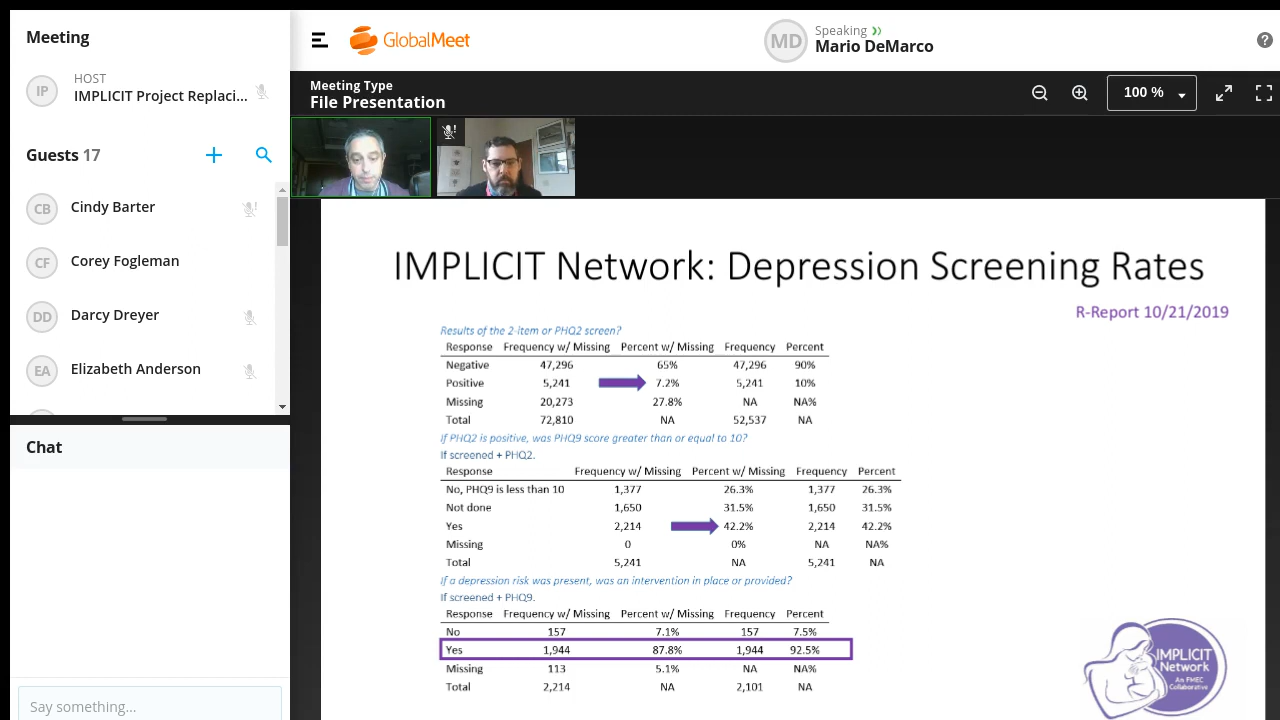 Meeting
IP
HOST
IMPLICIT Project Replaci...
Guests 17
CB Cindy Barter
CF Corey Fogleman
DD Darcy Dreyer
EA Elizabeth Anderson
Chat
Say something...
GlobalMeet
MD
Speaking
Mario DeMarco
Meeting Type
File Presentation
100 %
IMPLICIT Network: Depression Screening Rates
R-Report 10/21/2019
Results of the 2-item or PHQ2 screen?
Response Frequency w/ Missing Percent w/ Missing Frequency Percent
Negative 47,296 65% 47,296 90%
Positive 5,241 7.2% 5,241 10%
Missing 20,273 27.8% NA NA%
Total 72,810 NA 52,537 NA
If PHQ2 is positive, was PHQ9 score greater than or equal to 10?
If screened + PHQ2.
Response Frequency w/ Missing Percent w/ Missing Frequency Percent
No, PHQ9 is less than 10 1,377 26.3% 1,377 26.3%
Not done 1,650 31.5% 1,650 31.5%
Yes 2,214 42.2% 2,214 42.2%
Missing 0 0% NA NA%
Total 5,241 NA 5,241 NA
If a depression risk was present, was an intervention in place or provided?
If screened + PHQ9.
Response Frequency w/ Missing Percent w/ Missing Frequency Percent
No 157 7.1% 157 7.5%
Yes 1,944 87.8% 1,944 92.5%
Missing 113 5.1% NA NA%
Total 2,214 NA 2,101 NA
IMPLICIT
Network
An FMEC
Collaborative